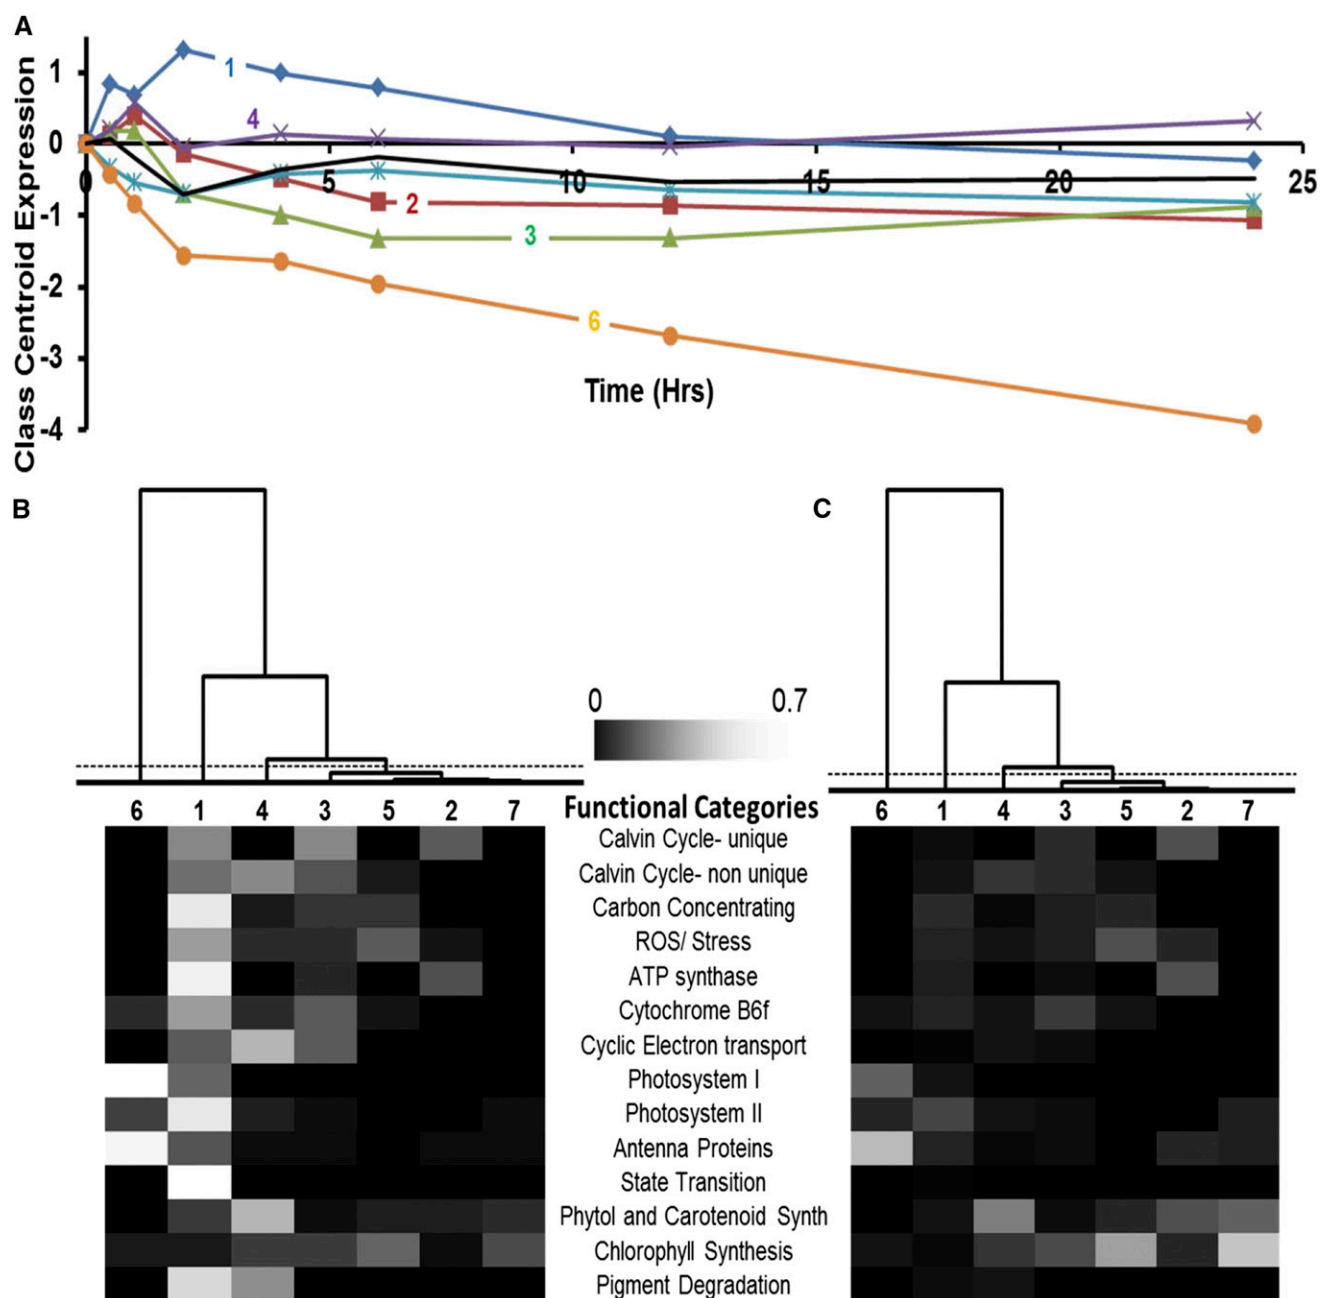 A
Class Centroid Expression
1
0
-1
-2
-3
-4
0
5
10
15
20
25
1
4
2
3
6
Time (Hrs)
B
C
0 0.7
6 1 4 3 5 2 7
Functional Categories
6 1 4 3 5 2 7
Calvin Cycle- unique
Calvin Cycle- non unique
Carbon Concentrating
ROS/ Stress
ATP synthase
Cytochrome B6f
Cyclic Electron transport
Photosystem I
Photosystem II
Antenna Proteins
State Transition
Phytol and Carotenoid Synth
Chlorophyll Synthesis
Pigment Degradation